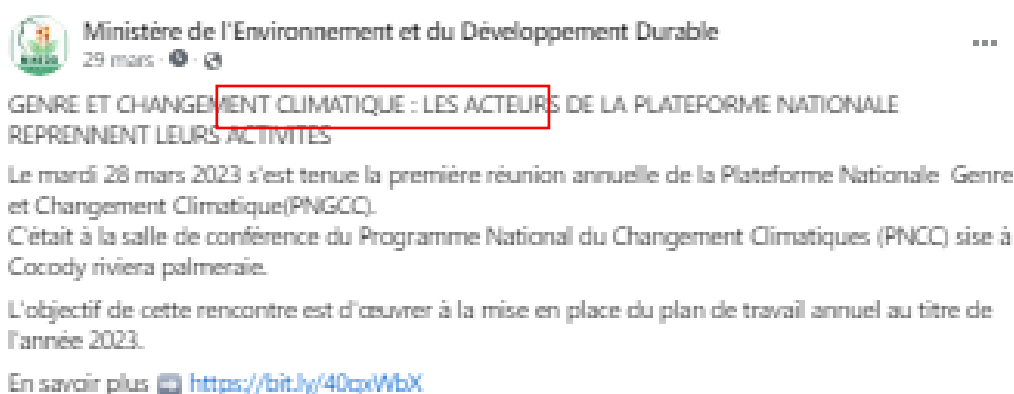 Ministère de l'Environnement et du Développement Durable
29 mars
GENRE ET CHANGEMENT CLIMATIQUE : LES ACTEURS DE LA PLATEFORME NATIONALE
REPRENNENT LEURS ACTIVITES
Le mardi 28 mars 2023 s'est tenue la première réunion annuelle de la Plateforme Nationale Genre
et Changement Climatique(PNGCC).
C'était à la salle de conférence du Programme National du Changement Climatiques (PNCC) sise à
Cocody riviera palmeraie.
L'objectif de cette rencontre est d'œuvrer à la mise en place du plan de travail annuel au titre de
l'année 2023.
En savoir plus ➡️ https://bit.ly/40qxWbX